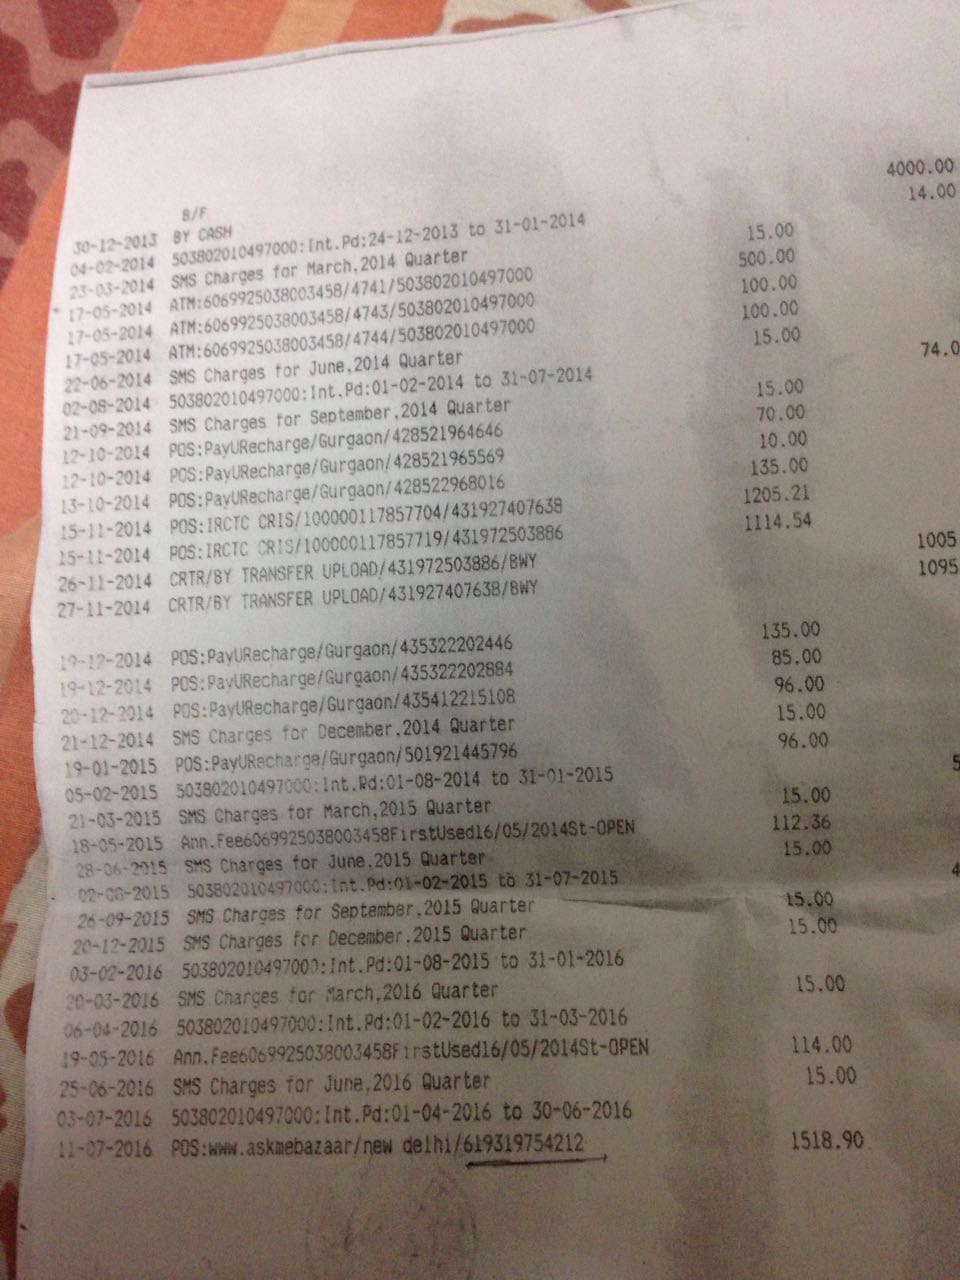 B/F
30-12-2013 BY CASH 4000.00
04-02-2014 503802010497000:Int.Pd:24-12-2013 to 31-01-2014 14.00
23-03-2014 SMS Charges for March,2014 Quarter 15.00
17-05-2014 ATM:6069925038003458/4741/503802010497000 500.00
17-05-2014 ATM:6069925038003458/4743/503802010497000 100.00
17-05-2014 ATM:6069925038003458/4744/503802010497000 100.00
22-06-2014 SMS Charges for June,2014 Quarter 15.00
02-08-2014 503802010497000:Int.Pd:01-02-2014 to 31-07-2014 74.0
21-09-2014 SMS Charges for September,2014 Quarter 15.00
12-10-2014 POS:PayURecharge/Gurgaon/428521964646 70.00
12-10-2014 POS:PayURecharge/Gurgaon/428521965569 10.00
13-10-2014 POS:PayURecharge/Gurgaon/428522968016 135.00
15-11-2014 POS:IRCTC CRIS/100000117857704/431927407638 1205.21
15-11-2014 POS:IRCTC CRIS/100000117857719/431972503886 1114.54
26-11-2014 CRTR/BY TRANSFER UPLOAD/431972503886/BWY 1005
27-11-2014 CRTR/BY TRANSFER UPLOAD/431927407638/BWY 1095
19-12-2014 POS:PayURecharge/Gurgaon/435322202446 135.00
19-12-2014 POS:PayURecharge/Gurgaon/435322202884 85.00
20-12-2014 POS:PayURecharge/Gurgaon/435412215108 96.00
21-12-2014 SMS Charges for December,2014 Quarter 15.00
19-01-2015 POS:PayURecharge/Gurgaon/501921445796 96.00
05-02-2015 503802010497000:Int.Pd:01-08-2014 to 31-01-2015 5
21-03-2015 SMS Charges for March,2015 Quarter 15.00
18-05-2015 Ann.Fee6069925038003458FirstUsed16/05/2014St-OPEN 112.36
28-06-2015 SMS Charges for June,2015 Quarter 15.00
02-08-2015 503802010497000:Int.Pd:01-02-2015 to 31-07-2015 4
26-09-2015 SMS Charges for September,2015 Quarter 15.00
20-12-2015 SMS Charges for December,2015 Quarter 15.00
03-02-2016 503802010497000:Int.Pd:01-08-2015 to 31-01-2016
20-03-2016 SMS Charges for March,2016 Quarter 15.00
06-04-2016 503802010497000:Int.Pd:01-02-2016 to 31-03-2016
19-05-2016 Ann.Fee6069925038003458FirstUsed16/05/2014St-OPEN 114.00
25-06-2016 SMS Charges for June,2016 Quarter 15.00
03-07-2016 503802010497000:Int.Pd:01-04-2016 to 30-06-2016
11-07-2016 POS:www.askmebazaar/new delhi/619319754212 1518.90